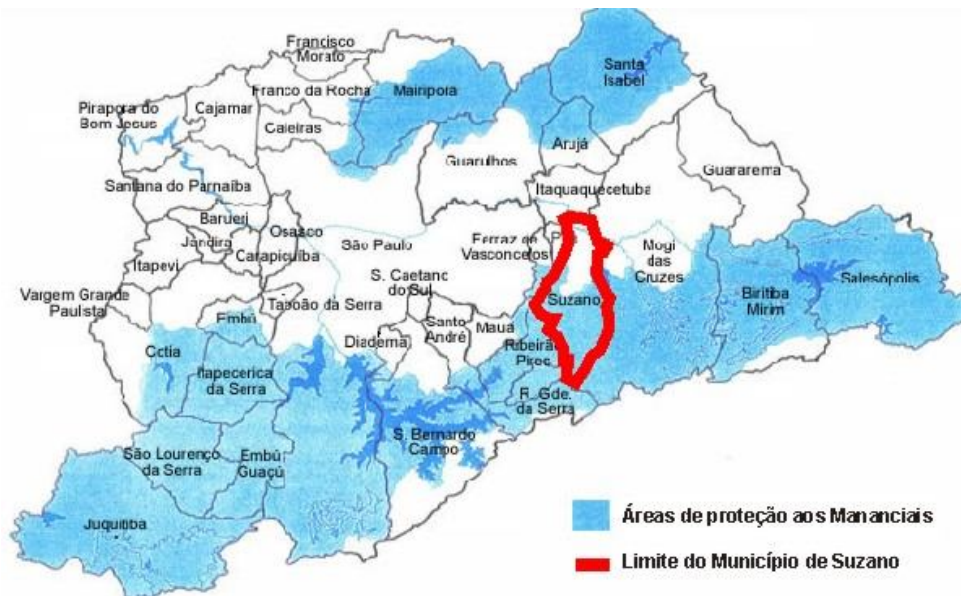 Francisco
Morato
Santa
Isabel
Franco da Rocha
Mairiporã
Pirapora do
Bom Jesus
Cajamar
Caieiras
Arujá
Guarulhos
Guararema
Santana do Parnaíba
Itaquaquecetuba
Barueri
Osasco
Jandira
São Paulo
Ferraz de
Vasconcelos
Mogi
das
Cruzes
Carapicuíba
Itapevi
S. Caetano
do Sul
Suzano
Biritiba
Mirim
Salesópolis
Vargem Grande
Paulista
Taboão da Serra
Embú
Santo
André
Mauá
Diadema
Ribeirão
Pires
Cotia
Itapecerica
da Serra
R. Gde.
da Serra
S. Bernardo
Campo
São Lourenço
da Serra
Embú
Guaçú
Juquitiba
Áreas de proteção aos Mananciais
Limite do Município de Suzano